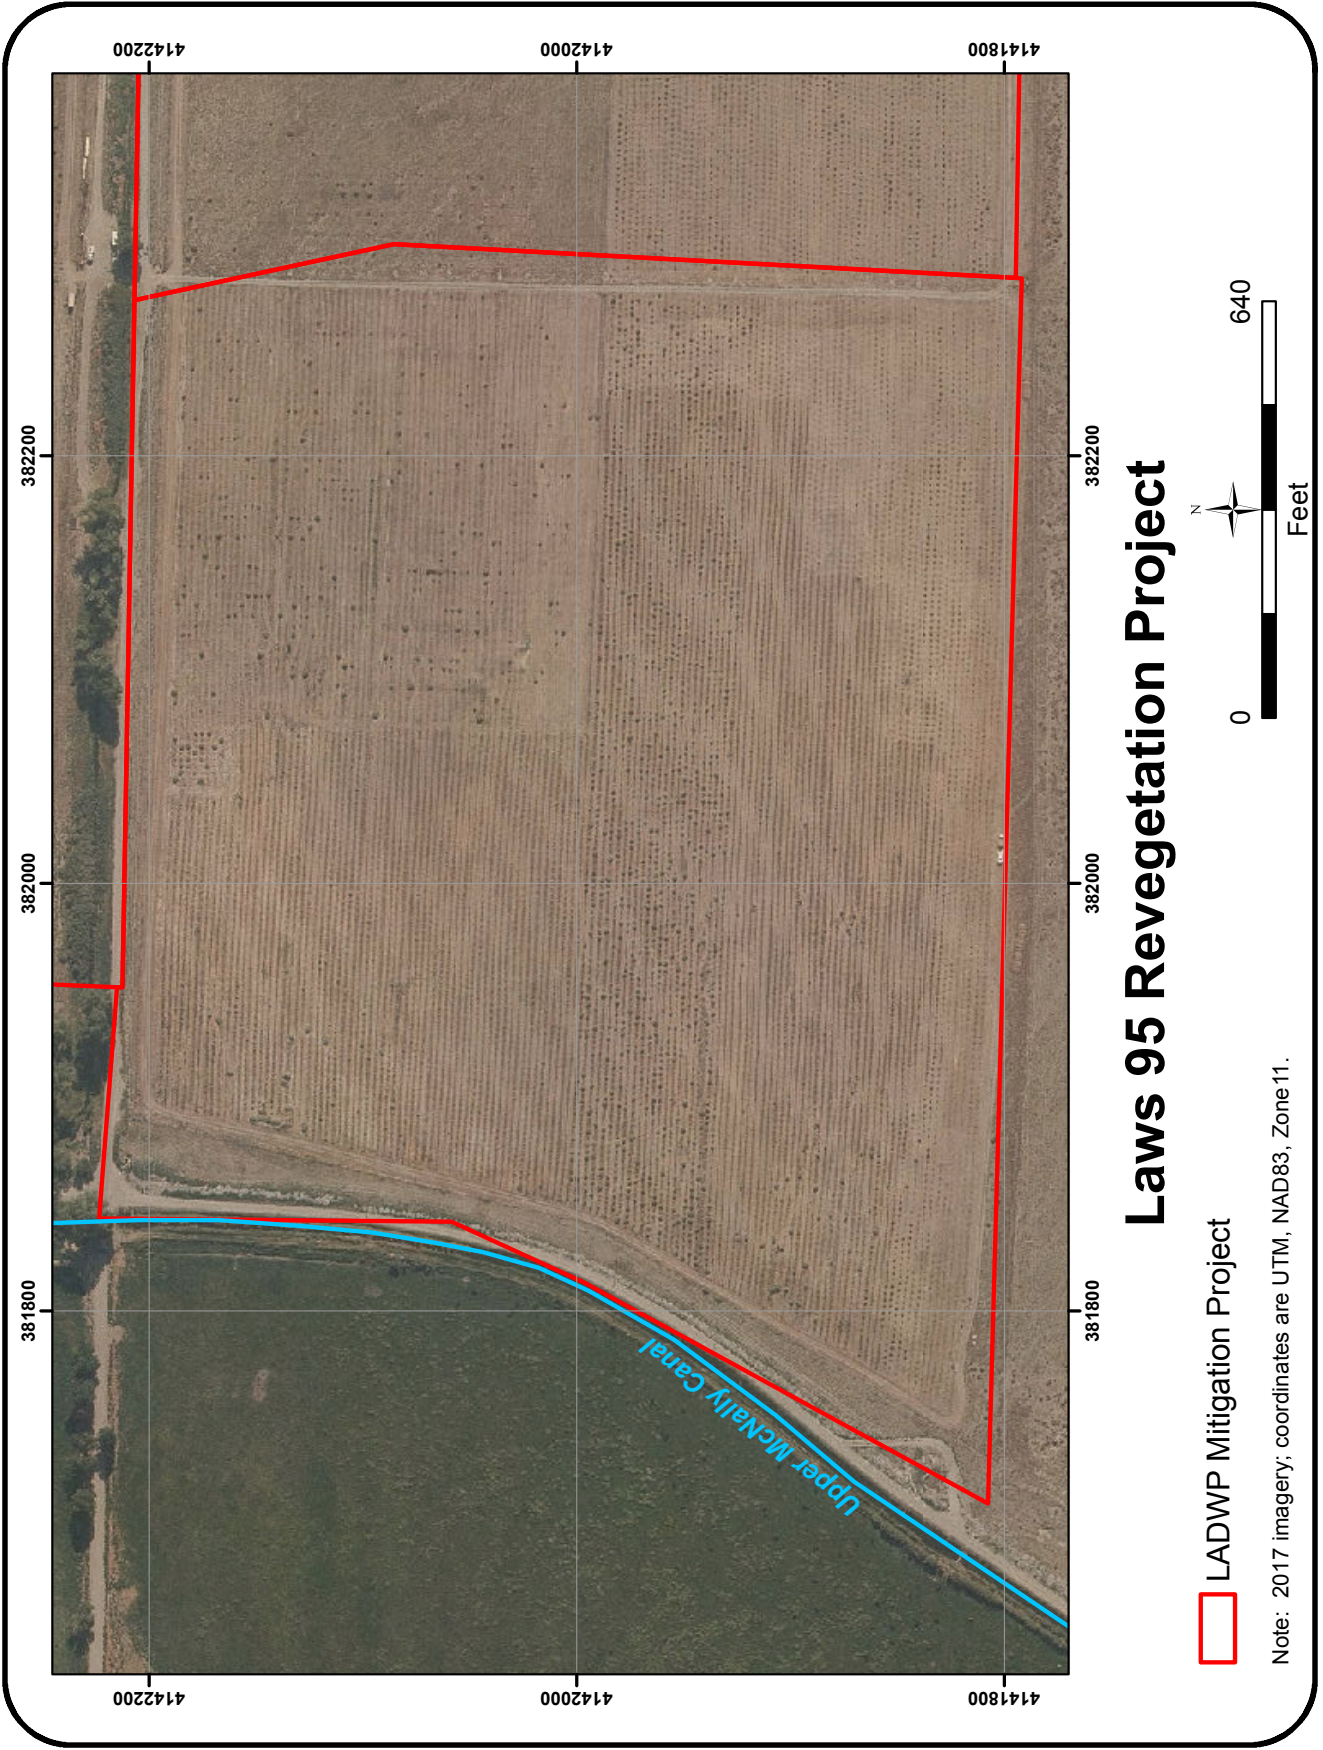 381800
382000
382200
4142200
4142200
4142000
4142000
4141800
4141800
Upper McNally Canal
381800
382000
382200
Laws 95 Revegetation Project
LADWP Mitigation Project
N
0
640
Feet
Note: 2017 imagery; coordinates are UTM, NAD83, Zone11.